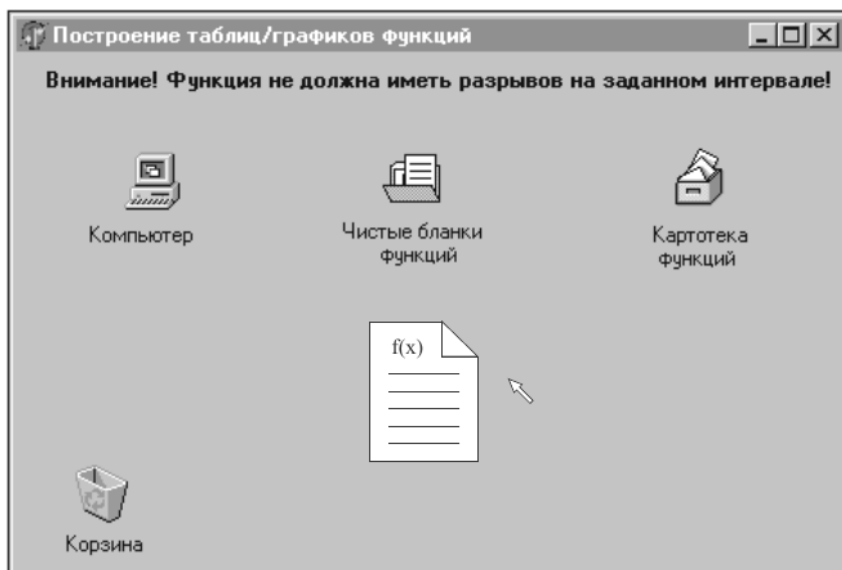 Построение таблиц/графиков функций
Внимание! Функция не должна иметь разрывов на заданном интервале!
Компьютер
Чистые бланки
функций
Картотека
функций
f(x)
Корзина